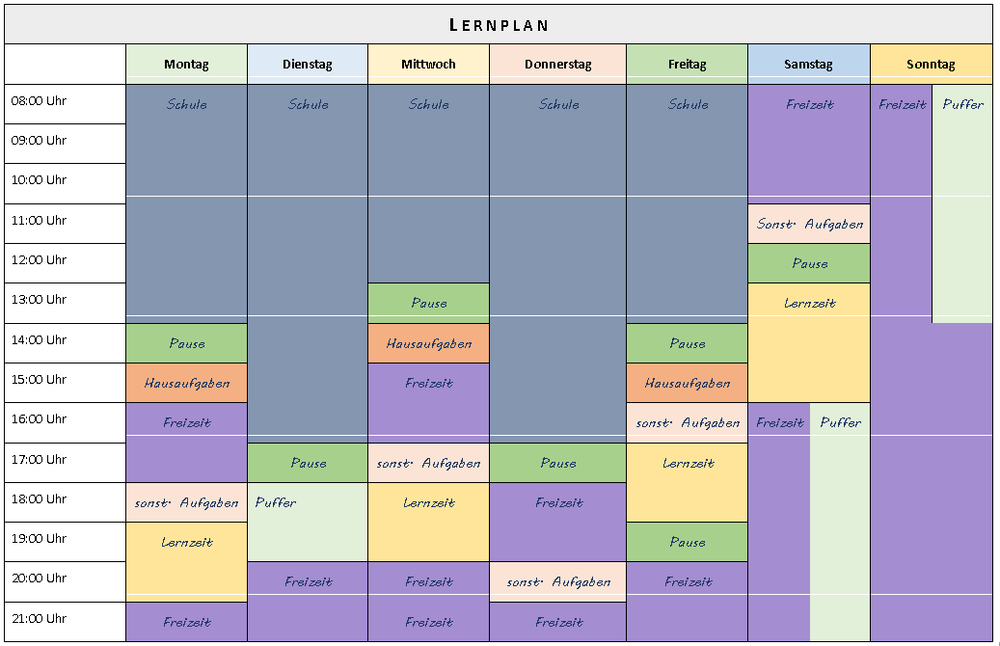 LERNPLAN
Montag Dienstag Mittwoch Donnerstag Freitag Samstag Sonntag
08:00 Uhr Schule Schule Schule Schule Schule Freizeit Freizeit Puffer
09:00 Uhr
10:00 Uhr
11:00 Uhr Sonst. Aufgaben
12:00 Uhr Pause
13:00 Uhr Pause Lernzeit
14:00 Uhr Pause Hausaufgaben Pause
15:00 Uhr Hausaufgaben Freizeit Hausaufgaben
16:00 Uhr Freizeit sonst. Aufgaben Freizeit Puffer
17:00 Uhr Pause sonst. Aufgaben Pause Lernzeit
18:00 Uhr sonst. Aufgaben Puffer Lernzeit Freizeit
19:00 Uhr Lernzeit Pause
20:00 Uhr Freizeit Freizeit sonst. Aufgaben Freizeit
21:00 Uhr Freizeit Freizeit Freizeit